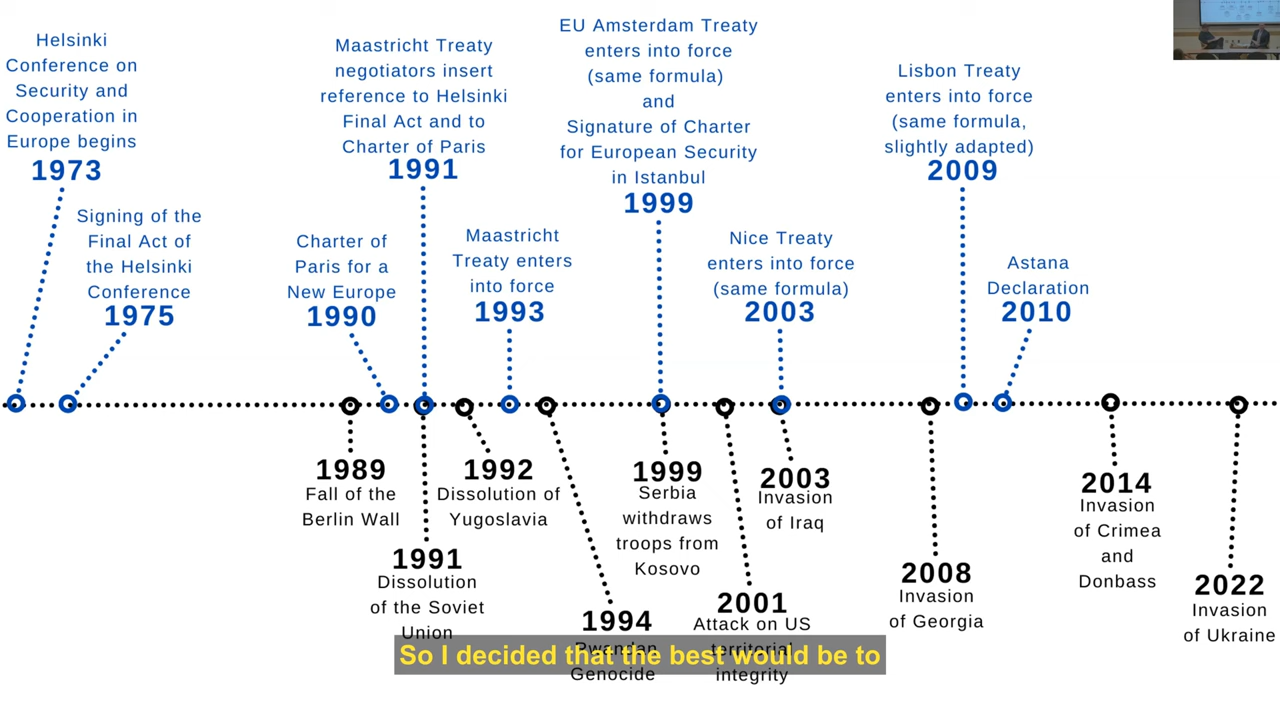 Helsinki
Conference on
Security and
Cooperation in
Europe begins
1973
Signing of the
Final Act of
the Helsinki
Conference
1975
Charter of
Paris for a
New Europe
1990
Maastricht Treaty
negotiators insert
reference to Helsinki
Final Act and to
Charter of Paris
1991
Maastricht
Treaty enters
into force
1993
EU Amsterdam Treaty
enters into force
(same formula)
and
Signature of Charter
for European Security
in Istanbul
1999
Nice Treaty
enters into force
(same formula)
2003
Lisbon Treaty
enters into force
(same formula,
slightly adapted)
2009
Astana
Declaration
2010
1989
Fall of the
Berlin Wall
1991
Dissolution
of the Soviet
Union
1992
Dissolution of
Yugoslavia
1994
Rwandan
Genocide
1999
Serbia
withdraws
troops from
Kosovo
2001
Attack on US
territorial
integrity
2003
Invasion
of Iraq
2008
Invasion
of Georgia
2014
Invasion
of Crimea
and
Donbass
2022
Invasion
of Ukraine
So I decided that the best would be to